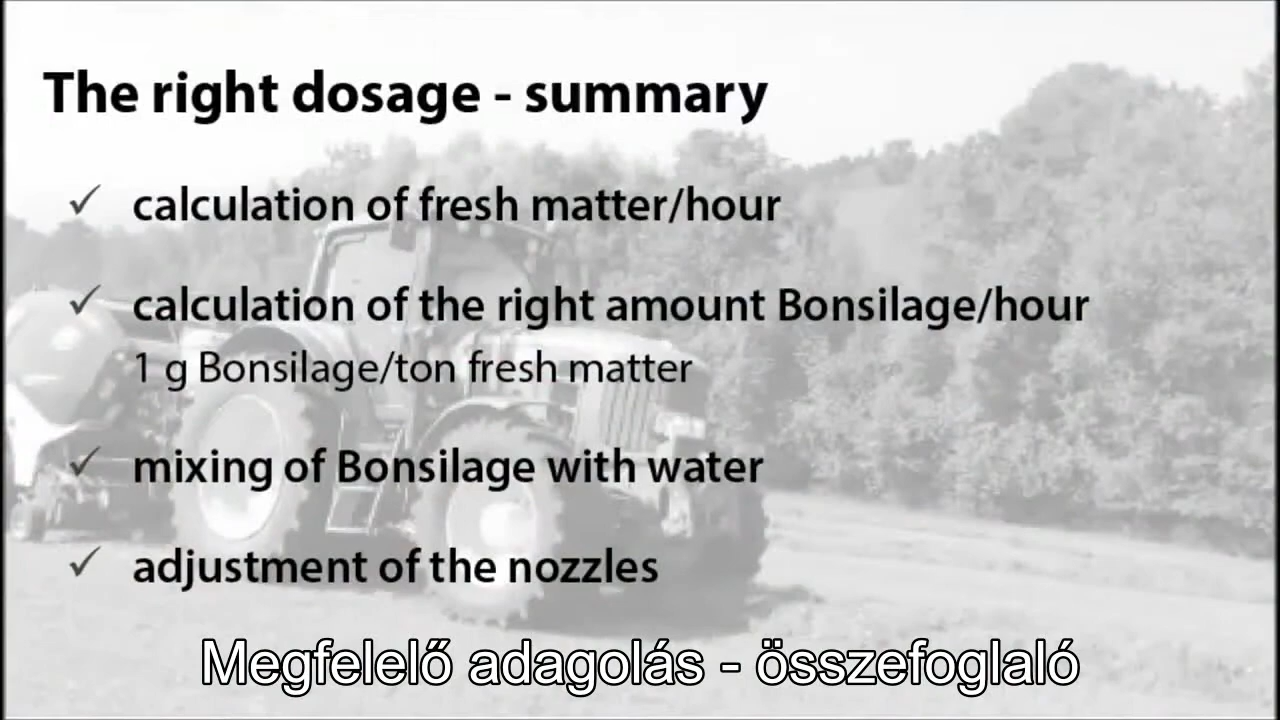 The right dosage - summary
✓ calculation of fresh matter/hour
✓ calculation of the right amount Bonsilage/hour
1 g Bonsilage/ton fresh matter
✓ mixing of Bonsilage with water
✓ adjustment of the nozzles
Megfelelő adagolás - összefoglaló